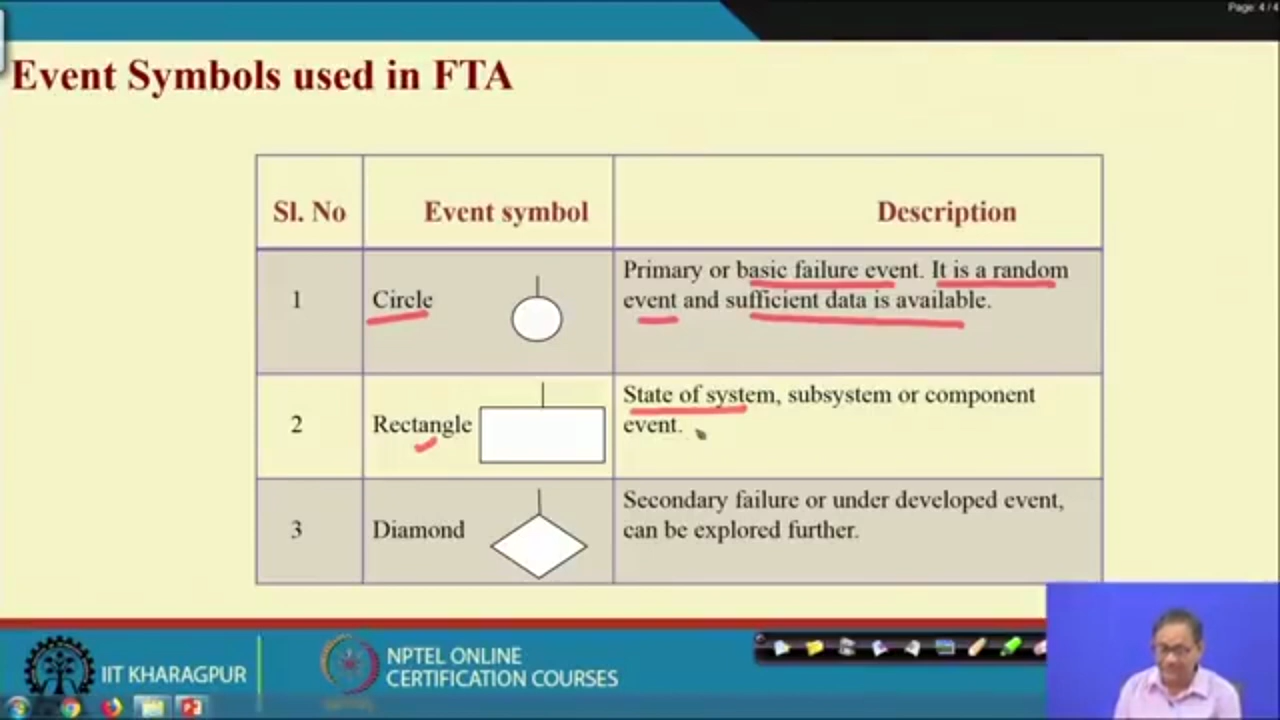 Page: 4 / 4
Event Symbols used in FTA
Sl. No
Event symbol
Description
1
Circle
Primary or basic failure event. It is a random
event and sufficient data is available.
2
Rectangle
State of system, subsystem or component
event.
3
Diamond
Secondary failure or under developed event,
can be explored further.
IIT KHARAGPUR
NPTEL ONLINE
CERTIFICATION COURSES